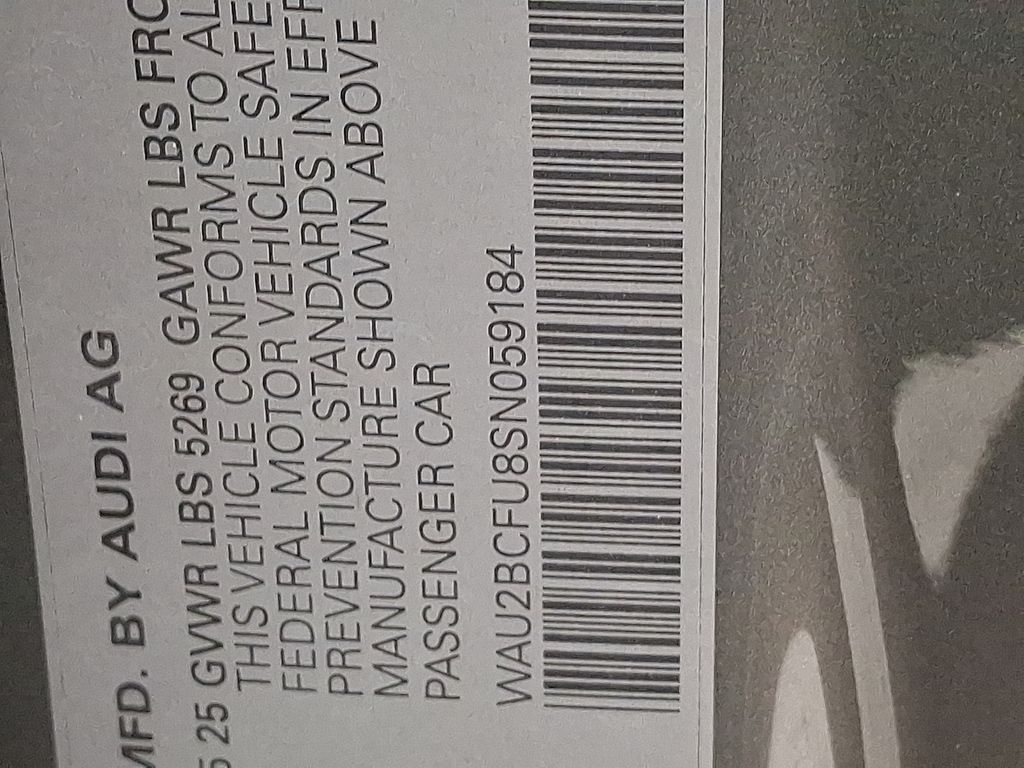 MFD. BY AUDI AG
5 25 GVWR LBS 5269 GAWR LBS FRO
THIS VEHICLE CONFORMS TO AL
FEDERAL MOTOR VEHICLE SAFE
PREVENTION STANDARDS IN EFF
MANUFACTURE SHOWN ABOVE
PASSENGER CAR
WAU2BCFU8SN059184